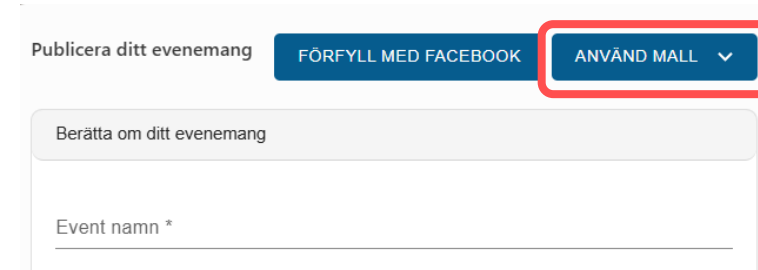 Publicera ditt evenemang
FÖRFYLL MED FACEBOOK
ANVÄND MALL
Berätta om ditt evenemang
Event namn *